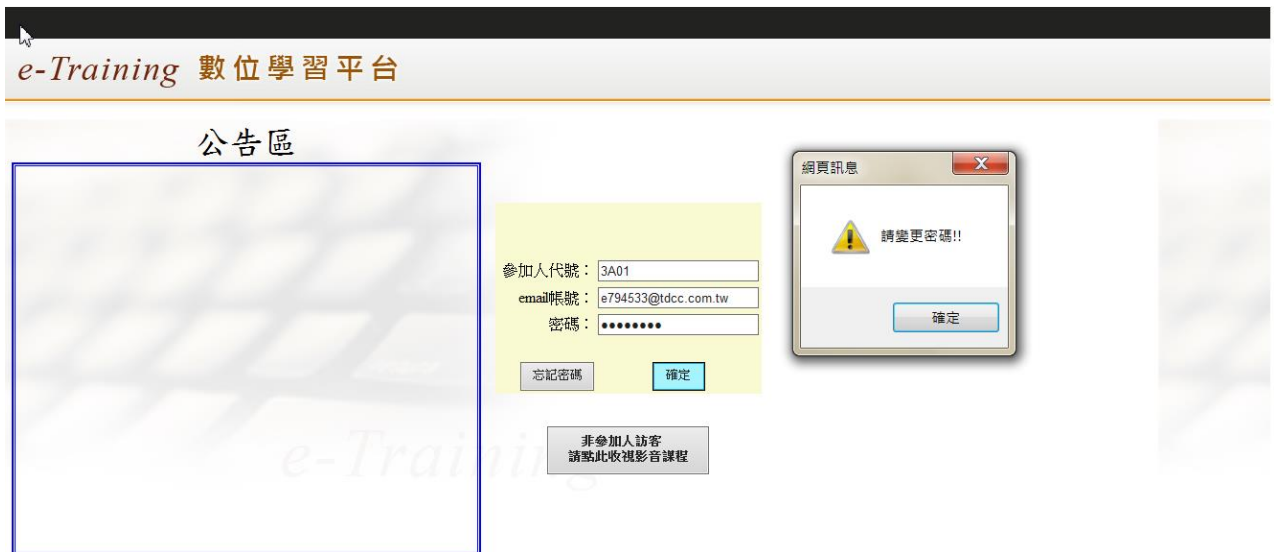 e-Training 數位學習平台
公告區
參加人代號： 3A01
email帳號： e794533@tdcc.com.tw
密碼： ••••••••
忘記密碼 確定
非參加人訪客
請點此收視影音課程
網頁訊息 X
請變更密碼!!
確定
e-Training